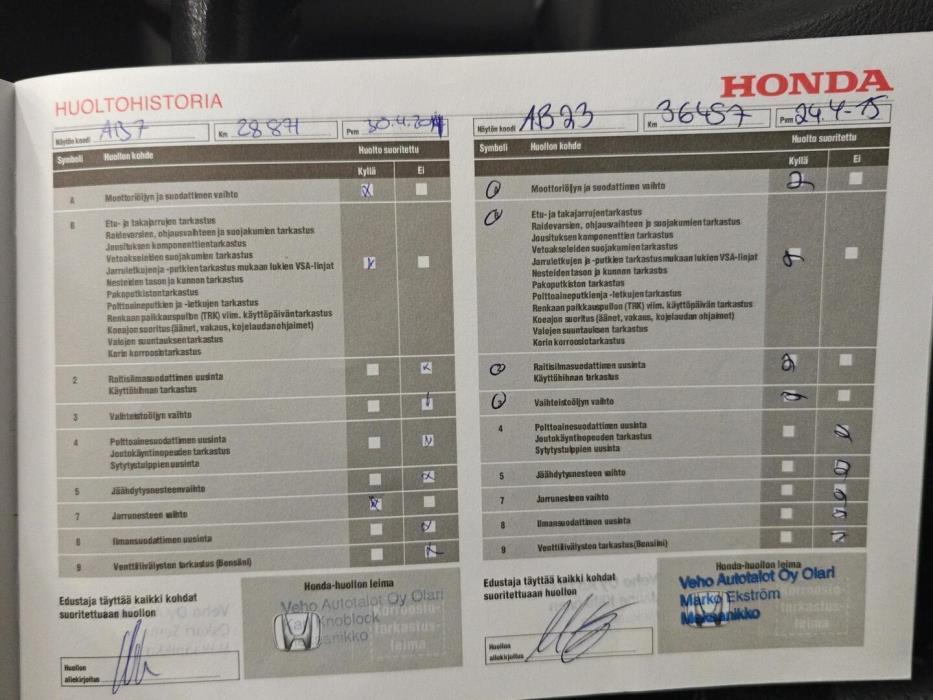 HUOLTOHISTORIA
HONDA
Näytön koodi AB7 Km 28871 Pvm 30.4.2014
Symboli Huollon kohde Huolto suoritettu
Kyllä Ei
A Moottoriöljyn ja suodattimen vaihto
B Etu- ja takajarrujen tarkastus
Raidevarsien, ohjausvaihteen ja suojakumien tarkastus
Jousituksen komponenttien tarkastus
Vetoakseleiden suojakumien tarkastus
Jarruletkujen ja -putkien tarkastus mukaan lukien VSA-linjat
Nesteiden tason ja kunnon tarkastus
Pakoputkiston tarkastus
Polttoaineputkien ja -letkujen tarkastus
Renkaan paikkauspullon (TRK) viim. käyttöpäivän tarkastus
Koeajon suoritus (äänet, vakaus, kojelaudan ohjaimet)
Valojen suuntauksen tarkastus
Korin korroosiotarkastus
2 Raitisilmasuodattimen uusinta
Käyttöhihnan tarkastus
3 Vaihteistoöljyn vaihto
4 Polttoainesuodattimen uusinta
Joutokäyntinopeuden tarkastus
Sytytystulppien uusinta
5 Jäähdytysnesteen vaihto
7 Jarrunesteen vaihto
8 Ilmansuodattimen uusinta
9 Venttiilivälysten tarkastus (Bensiini)
Edustaja täyttää kaikki kohdat
suoritettuaan huollon
Honda-huollon leima
Veho Autotalot Oy Olari
Knoblock
Huollon
allekirjoitus
Näytön koodi AB23 Km 36457 Pvm 24.4-15
Symboli Huollon kohde Huolto suoritettu
Kyllä Ei
Moottoriöljyn ja suodattimen vaihto
Etu- ja takajarrujen tarkastus
Raidevarsien, ohjausvaihteen ja suojakumien tarkastus
Jousituksen komponenttien tarkastus
Vetoakseleiden suojakumien tarkastus
Jarruletkujen ja -putkien tarkastus mukaan lukien VSA-linjat
Nesteiden tason ja kunnon tarkastus
Pakoputkiston tarkastus
Polttoaineputkien ja -letkujen tarkastus
Renkaan paikkauspullon (TRK) viim. käyttöpäivän tarkastus
Koeajon suoritus (äänet, vakaus, kojelaudan ohjaimet)
Valojen suuntauksen tarkastus
Korin korroosiotarkastus
2 Raitisilmasuodattimen uusinta
Käyttöhihnan tarkastus
3 Vaihteistoöljyn vaihto
4 Polttoainesuodattimen uusinta
Joutokäyntinopeuden tarkastus
Sytytystulppien uusinta
5 Jäähdytysnesteen vaihto
7 Jarrunesteen vaihto
8 Ilmansuodattimen uusinta
9 Venttiilivälysten tarkastus (Bensiini)
Edustaja täyttää kaikki kohdat
suoritettuaan huollon
Honda-huollon leima
Veho Autotalot Oy Olari
Marko Ekström
Mekaanikko
Huollon
allekirjoitus